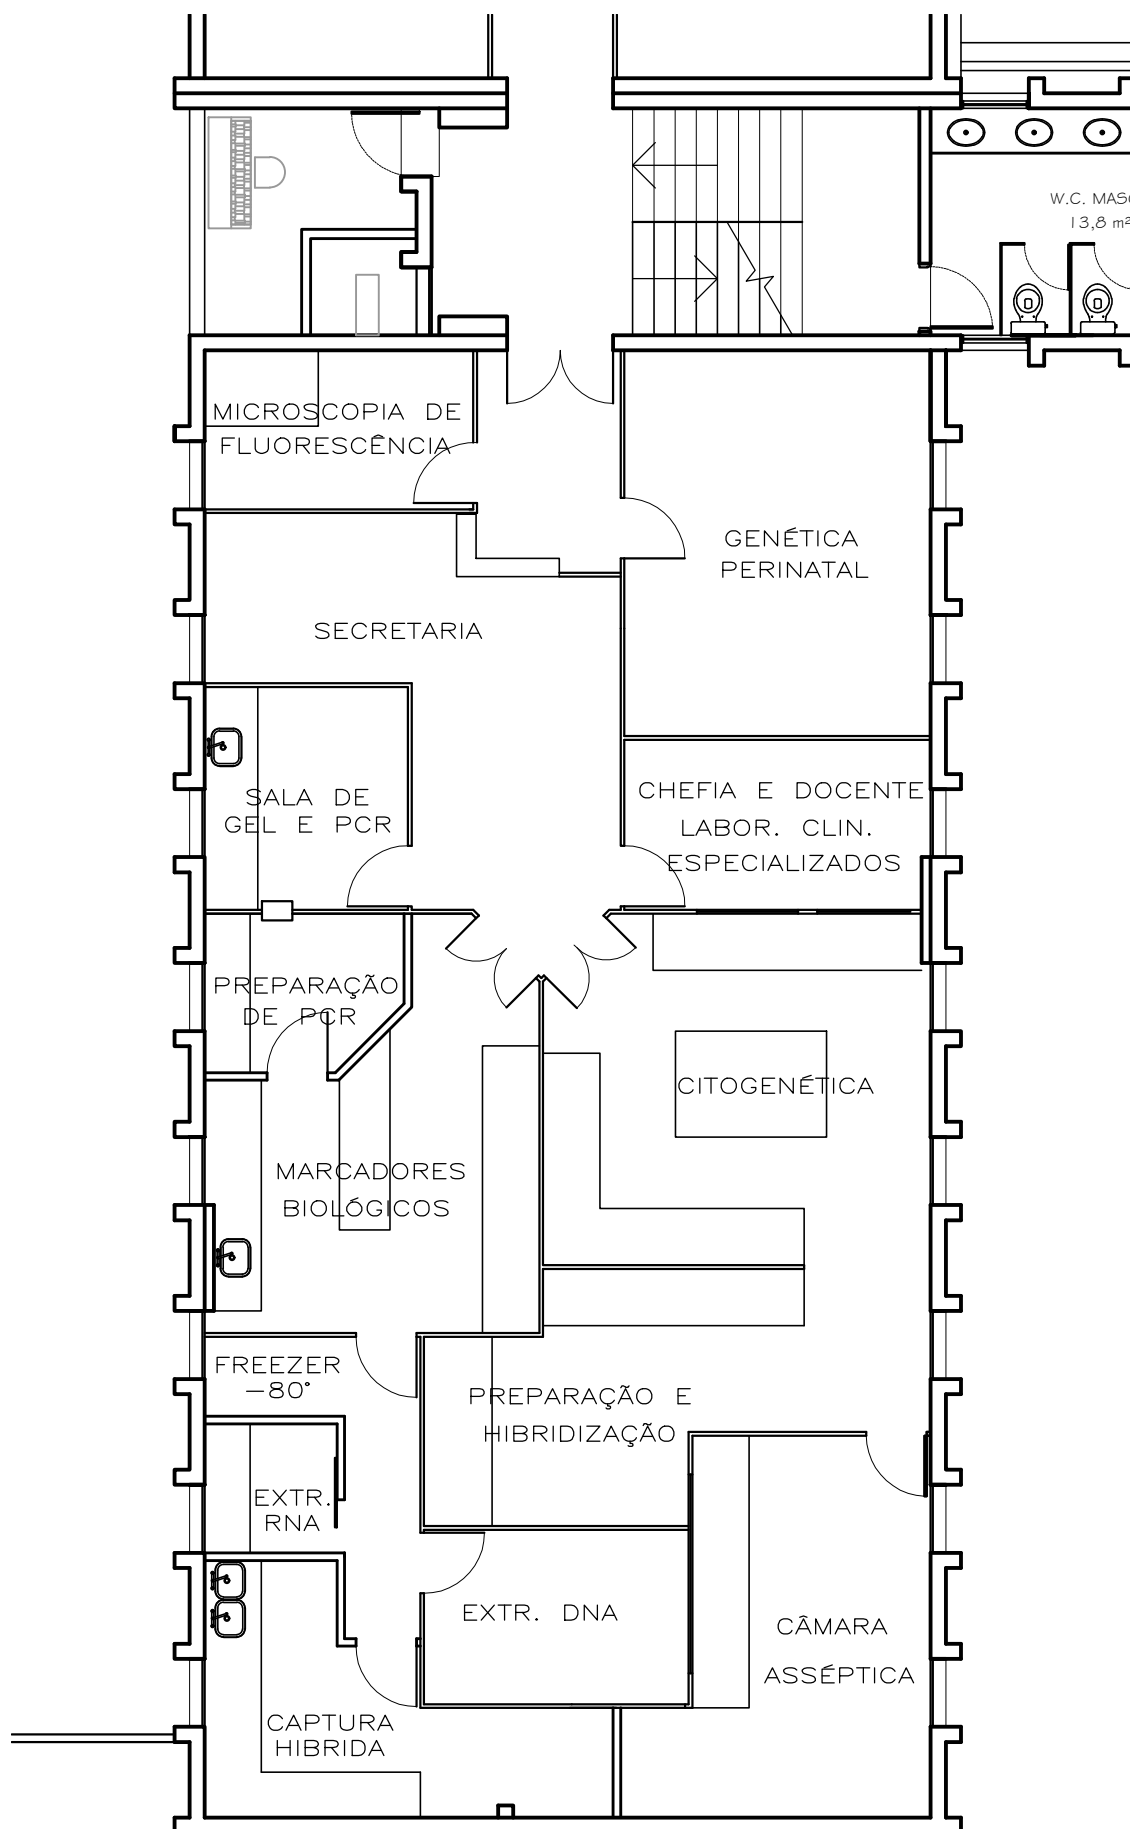 W.C. MAS
13,8 m²
MICROSCOPIA DE
FLUORESCÊNCIA
GENÉTICA
PERINATAL
SECRETARIA
CHEFIA E DOCENTE
LABOR. CLIN.
ESPECIALIZADOS
SALA DE
GEL E PCR
PREPARAÇÃO
DE PCR
CITOGENÉTICA
MARCADORES
BIOLÓGICOS
FREEZER
-80°
PREPARAÇÃO E
HIBRIDIZAÇÃO
EXTR.
RNA
EXTR. DNA
CÂMARA
ASSÉPTICA
CAPTURA
HIBRIDA